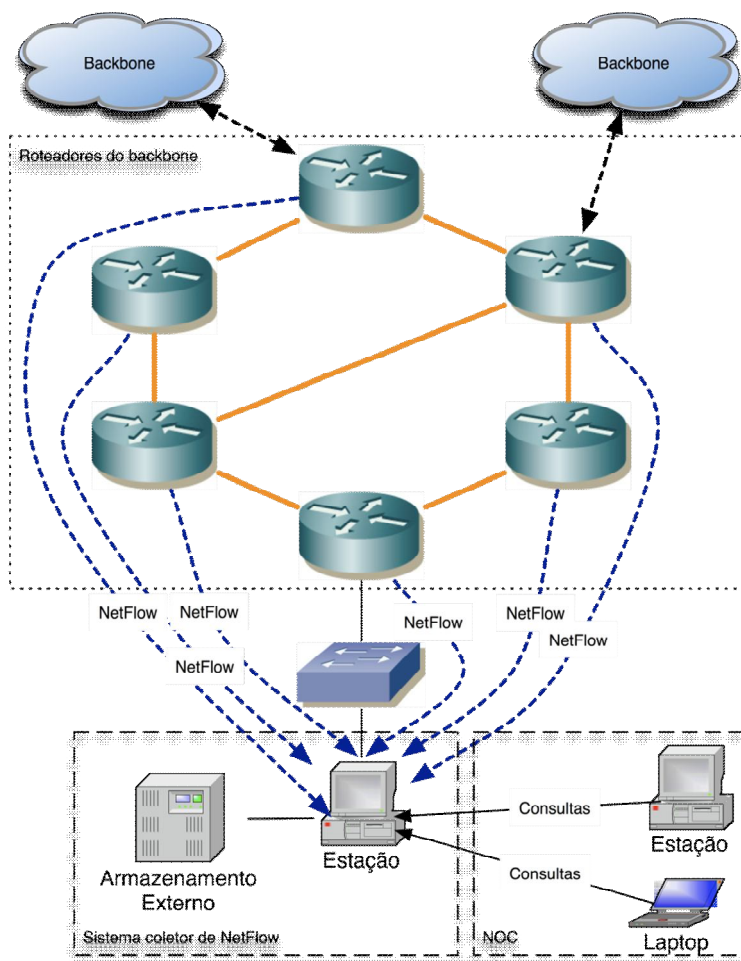 Backbone
Backbone
Roteadores do backbone
NetFlow
NetFlow
NetFlow
NetFlow
NetFlow
NetFlow
Consultas
Estação
Estação
Consultas
Armazenamento
Externo
Sistema coletor de NetFlow
NOC
Laptop